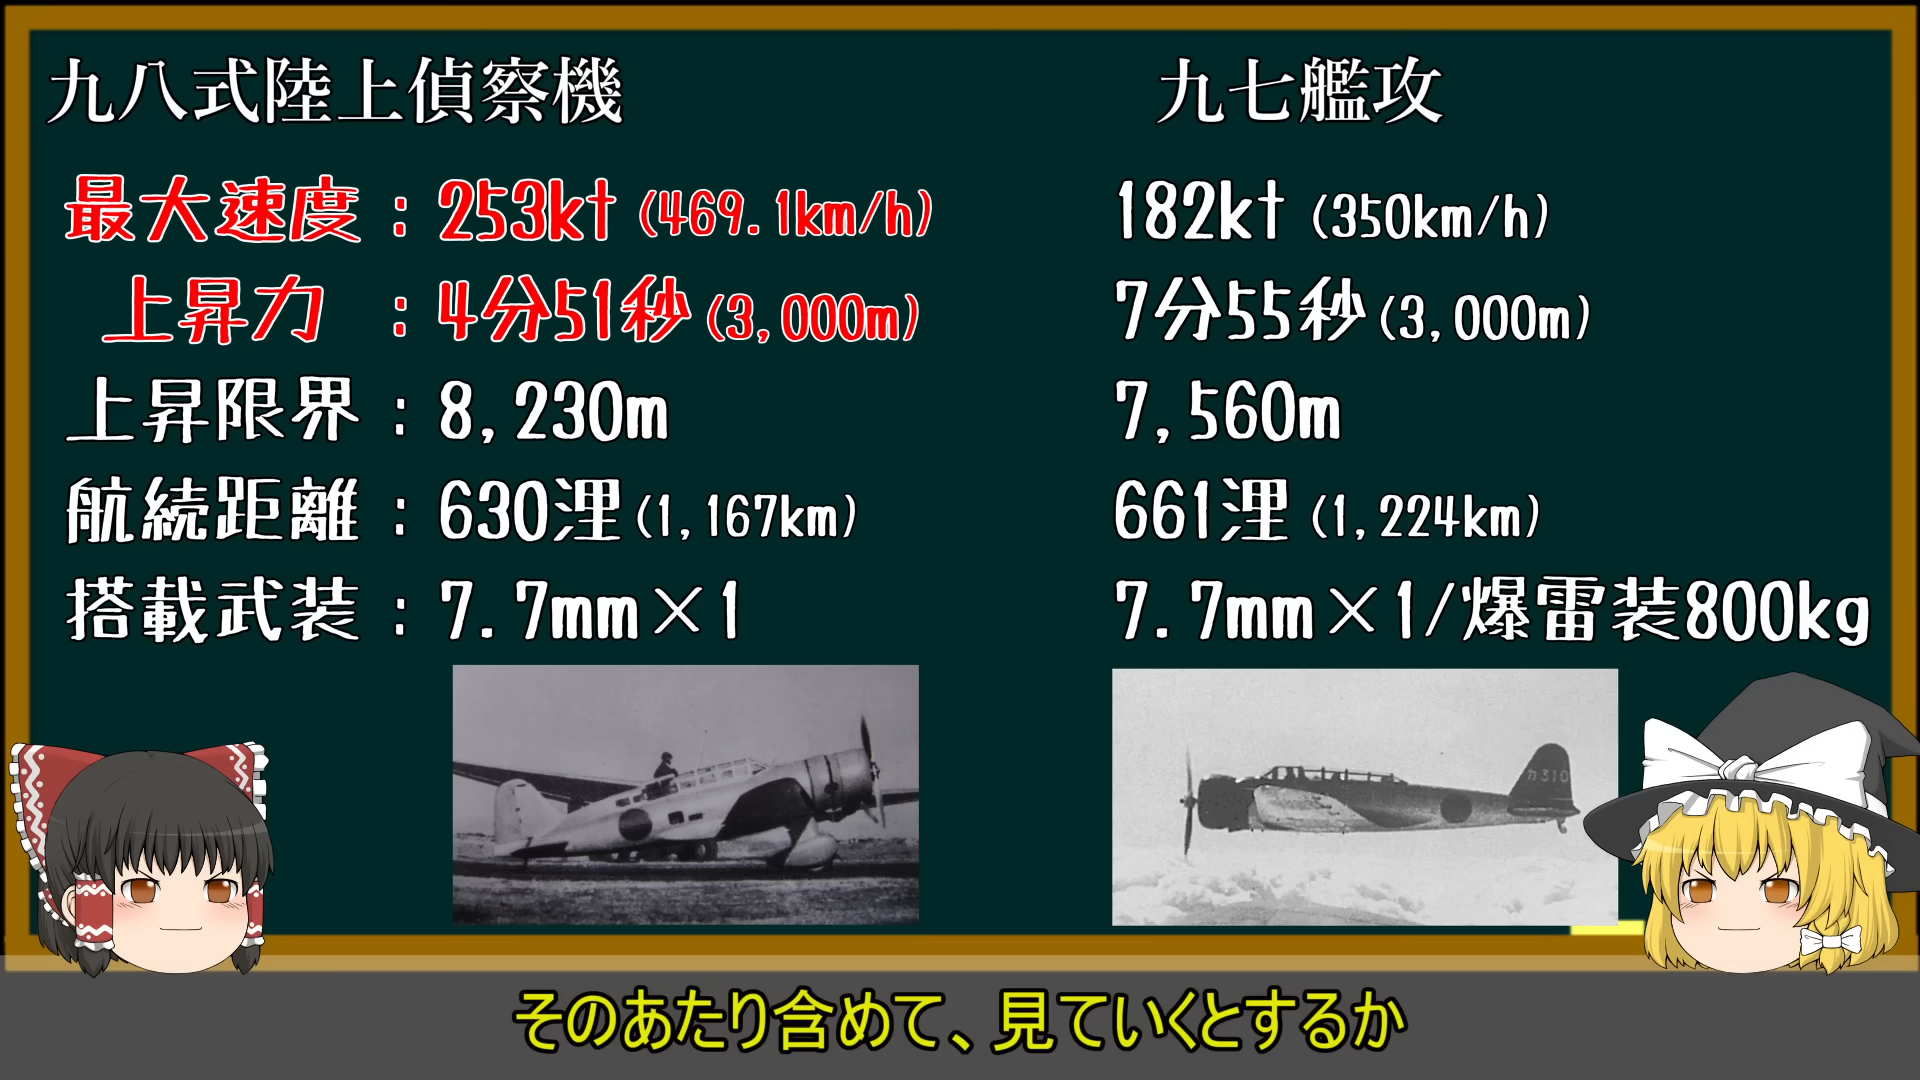 九八式陸上偵察機
九七艦攻
最大速度 : 253kt (469.1km/h)
182kt (350km/h)
上昇力 : 4分51秒(3,000m)
7分55秒(3,000m)
上昇限界 : 8,230m
7,560m
航続距離 : 630浬(1,167km)
661浬 (1,224km)
搭載武装 : 7.7mm×1
7.7mm×1/爆雷装800kg
カ310
そのあたり含めて、見ていくとするか